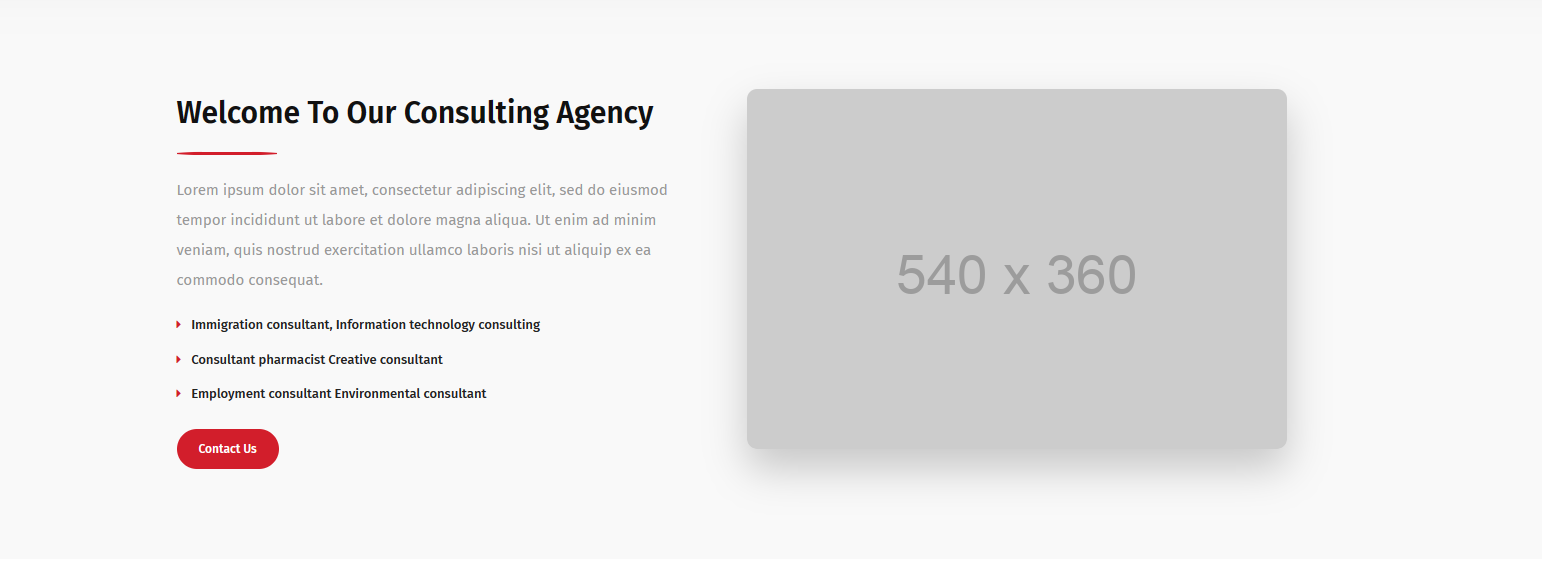 Welcome To Our Consulting Agency
Lorem ipsum dolor sit amet, consectetur adipiscing elit, sed do eiusmod
tempor incididunt ut labore et dolore magna aliqua. Ut enim ad minim
veniam, quis nostrud exercitation ullamco laboris nisi ut aliquip ex ea
commodo consequat.
Immigration consultant, Information technology consulting
Consultant pharmacist Creative consultant
Employment consultant Environmental consultant
Contact Us
540 x 360